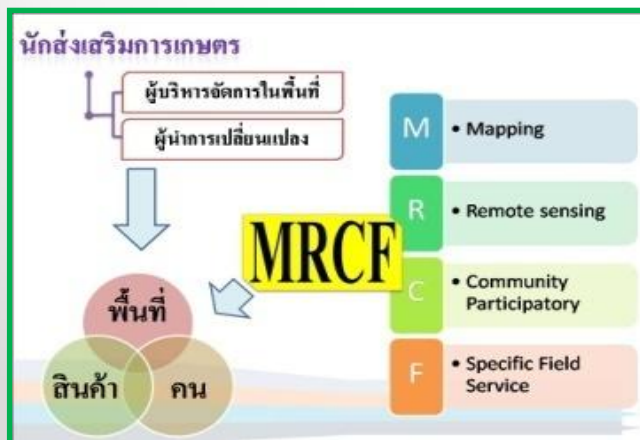 นักส่งเสริมการเกษตร
ผู้บริหารจัดการในพื้นที่
ผู้นำการเปลี่ยนแปลง
MRCF
พื้นที่
สินค้า
คน
M
• Mapping
R
• Remote sensing
C
• Community
Participatory
F
• Specific Field
Service